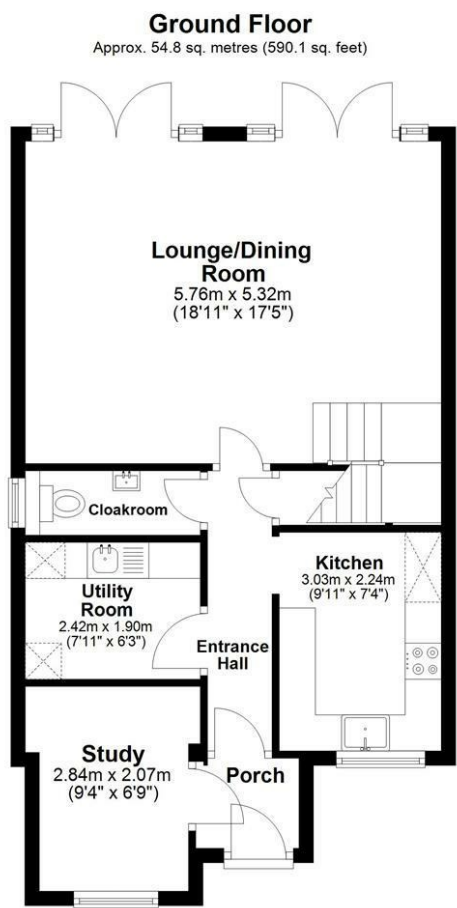 Ground Floor
Approx. 54.8 sq. metres (590.1 sq. feet)
Lounge/Dining
Room
5.76m x 5.32m
(18'11" x 17'5")
Cloakroom
Kitchen
3.03m x 2.24m
(9'11" x 7'4")
Utility
Room
2.42m x 1.90m
(7'11" x 6'3")
Entrance
Hall
Study
2.84m x 2.07m
(9'4" x 6'9")
Porch